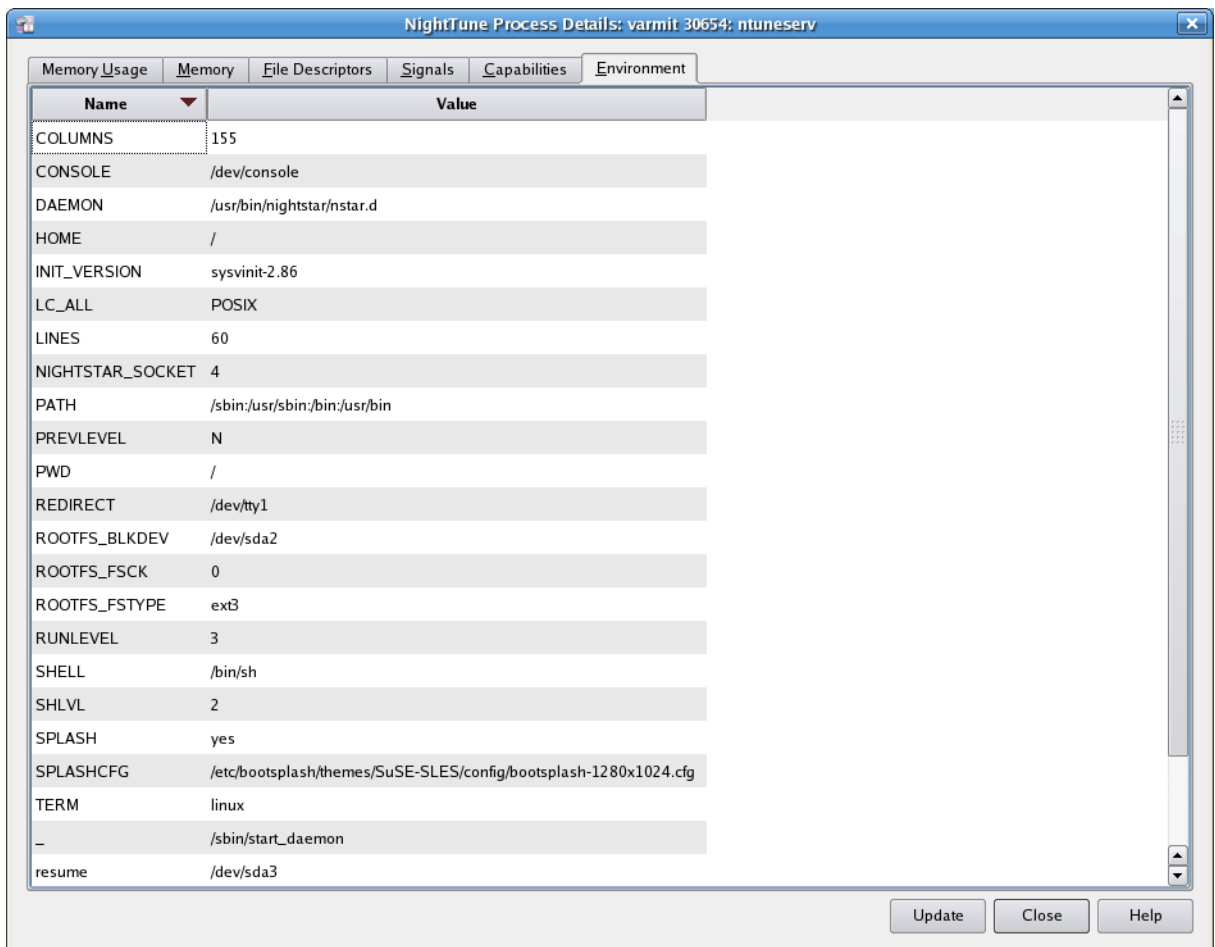 NightTune Process Details: varmit 30654: ntuneserv
Memory Usage Memory File Descriptors Signals Capabilities Environment
Name Value
COLUMNS 155
CONSOLE /dev/console
DAEMON /usr/bin/nightstar/nstar.d
HOME /
INIT_VERSION sysvinit-2.86
LC_ALL POSIX
LINES 60
NIGHTSTAR_SOCKET 4
PATH /sbin:/usr/sbin:/bin:/usr/bin
PREVLEVEL N
PWD /
REDIRECT /dev/tty1
ROOTFS_BLKDEV /dev/sda2
ROOTFS_FSCK 0
ROOTFS_FSTYPE ext3
RUNLEVEL 3
SHELL /bin/sh
SHLVL 2
SPLASH yes
SPLASHCFG /etc/bootsplash/themes/SuSE-SLES/config/bootsplash-1280x1024.cfg
TERM linux
_ /sbin/start_daemon
resume /dev/sda3
Update Close Help